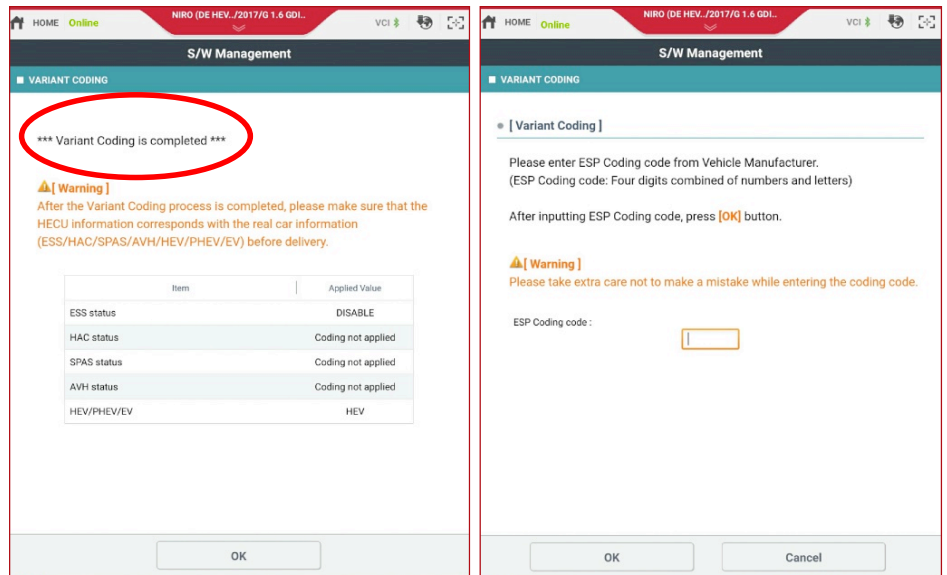 HOME Online
NIRO (DE HEV../2017/G 1.6 GDI..
VCI
S/W Management
VARIANT CODING
*** Variant Coding is completed ***
[ Warning ]
After the Variant Coding process is completed, please make sure that the
HECU information corresponds with the real car information
(ESS/HAC/SPAS/AVH/HEV/PHEV/EV) before delivery.
Item Applied Value
ESS status DISABLE
HAC status Coding not applied
SPAS status Coding not applied
AVH status Coding not applied
HEV/PHEV/EV HEV
OK
HOME Online
NIRO (DE HEV../2017/G 1.6 GDI..
VCI
S/W Management
VARIANT CODING
[ Variant Coding ]
Please enter ESP Coding code from Vehicle Manufacturer.
(ESP Coding code: Four digits combined of numbers and letters)
After inputting ESP Coding code, press [OK] button.
[ Warning ]
Please take extra care not to make a mistake while entering the coding code.
ESP Coding code :
OK Cancel